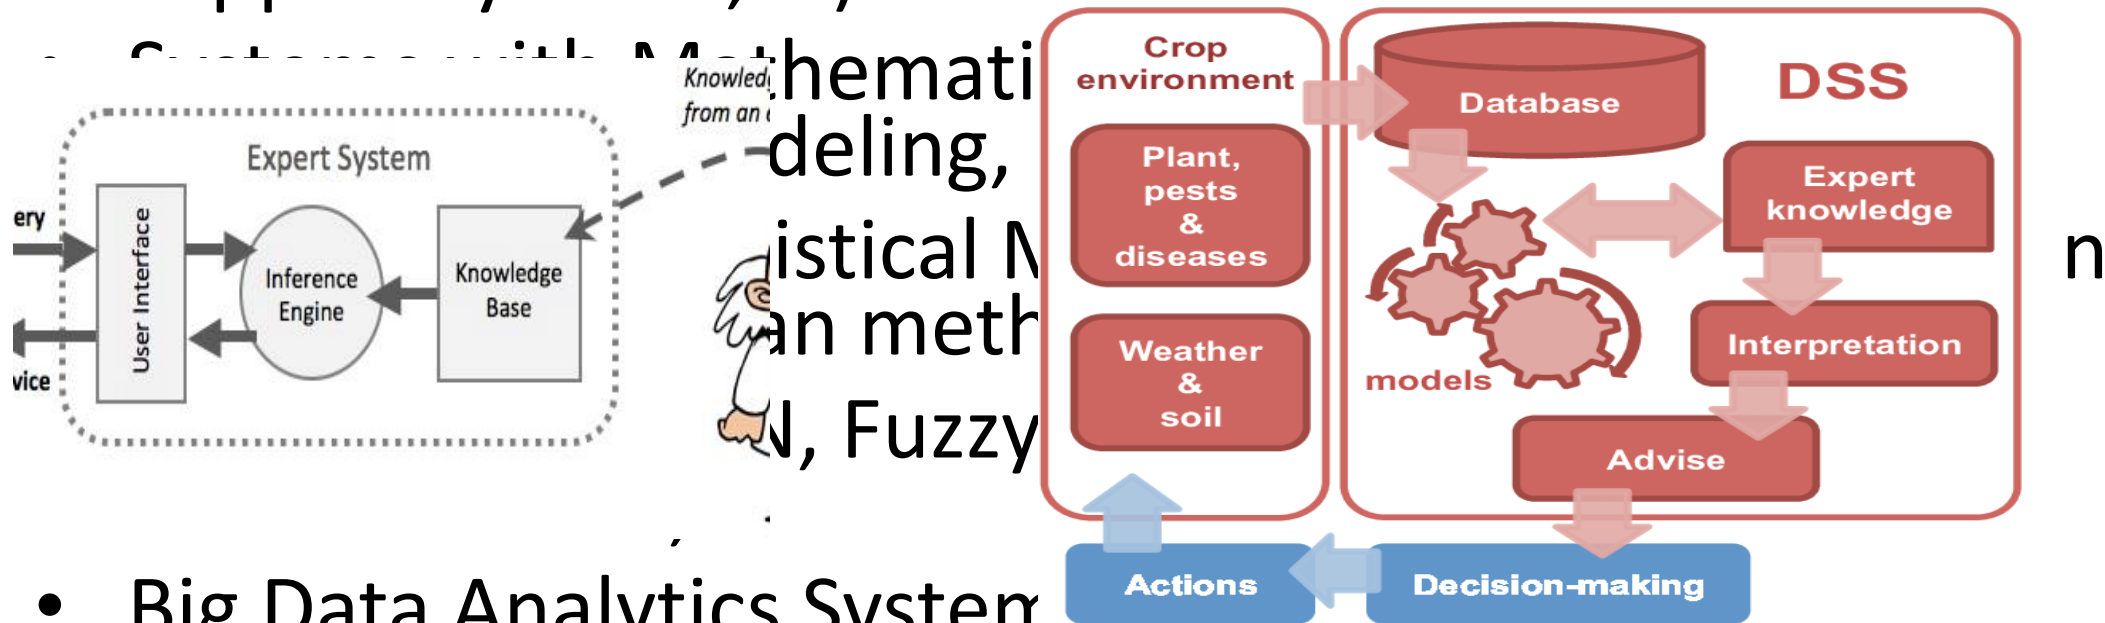 themati
deling,
istical
an meth
N, Fuzzy
n
• Big Data Analytics System
Knowled
from an
Expert System
ery
vice
User Interface
Inference
Engine
Knowledge
Base
Crop
environment
Plant,
pests
&
diseases
Weather
&
soil
DSS
Database
Expert
knowledge
models
Interpretation
Advise
Actions
Decision-making